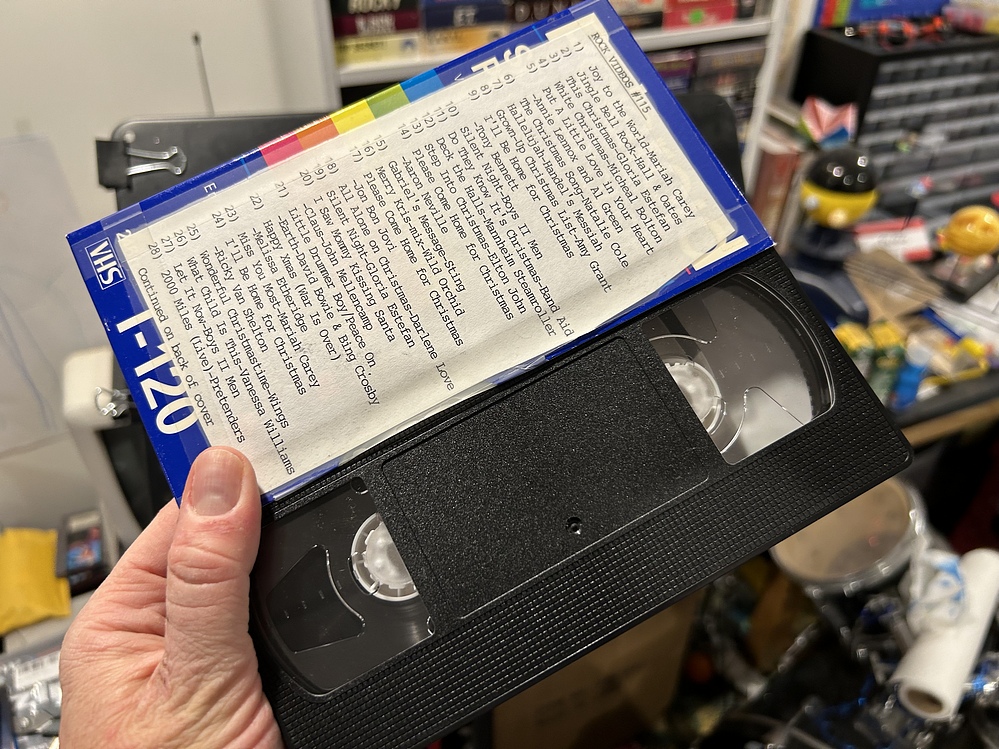 ROCK VIDEOS #115
1) Joy to the World-Mariah Carey
2) Jingle Bell Rock-Hall & Oates
3) This Christmas-Gloria Estefan
4) White Christmas-Micheal Bolton
5) Put A Little Love in Your Heart
-Annie Lennox and Al Green
6) The Christmas Song-Natalie Cole
7) Hallelujah-Handel's Messiah
8) Grown-Up Christmas List-Amy Grant
9) I'll Be Home for Christmas
-Tony Bennett
10) Silent Night-Boys II Men
11) Do They Know It's Christmas-Band Aid
12) Deck the Halls-Mannhaim Steamroller
13) Step Into Christmas-Elton John
14) Please Come Home for Christmas
-Aaron Neville
15) Gabriel's Message-Sting
16) Merry Kris-mix-Wild Orchid
17) Please Come Home for Christmas
-Jon Bon Jovi
18) All Alone on Christmas-Darlene Love
19) Silent Night-Gloria Estefan
20) I Saw Mommy Kissing Santa
-Claus-John Mellencamp
21) Little Drummer Boy/Peace On
Earth-David Bowie & Bing Crosby
22) Happy Xmas (War Is Over)
-Melissa Etheridge
23) Miss You Most-Mariah Carey
24) I'll Be Home for Christmas
-Ricky Van Shelton
25) Wonderful Christmastime-Wings
26) What Child Is This-Vanessa Williams
27) Let It Snow-Boys II Men
28) 2000 Miles (Live)-Pretenders
Continued on back of cover
VHS
T-120
ROCKY
E.T.
DUNE